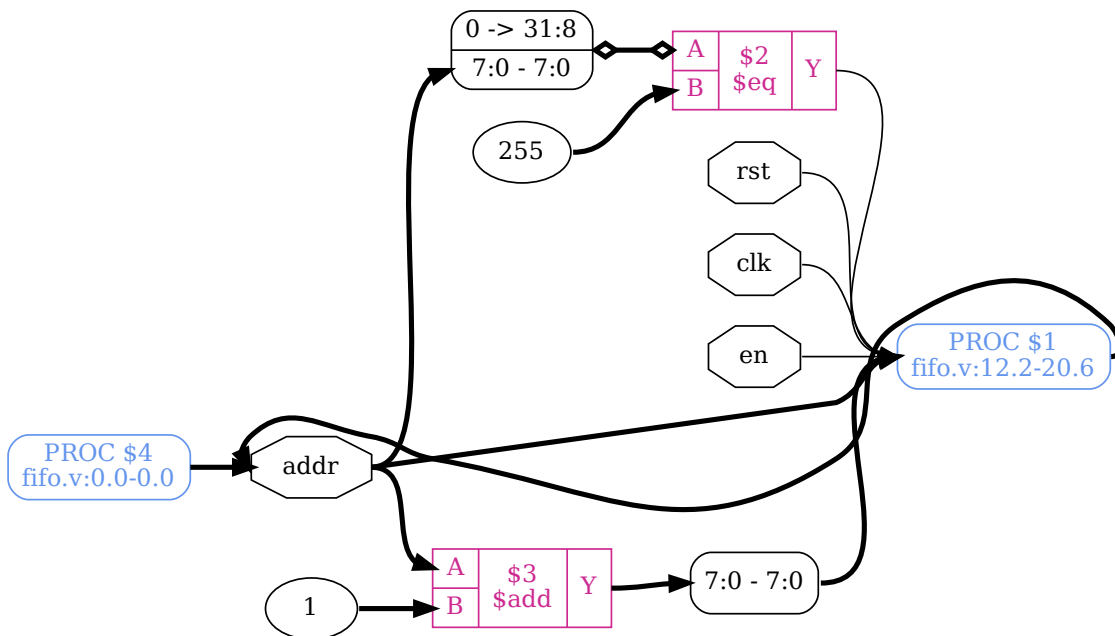 0 -> 31:8
7:0 - 7:0
A
B
$2
$eq
Y
255
rst
clk
en
PROC $1
fifo.v:12.2-20.6
PROC $4
fifo.v:0.0-0.0
addr
A
B
$3
$add
Y
7:0 - 7:0
1